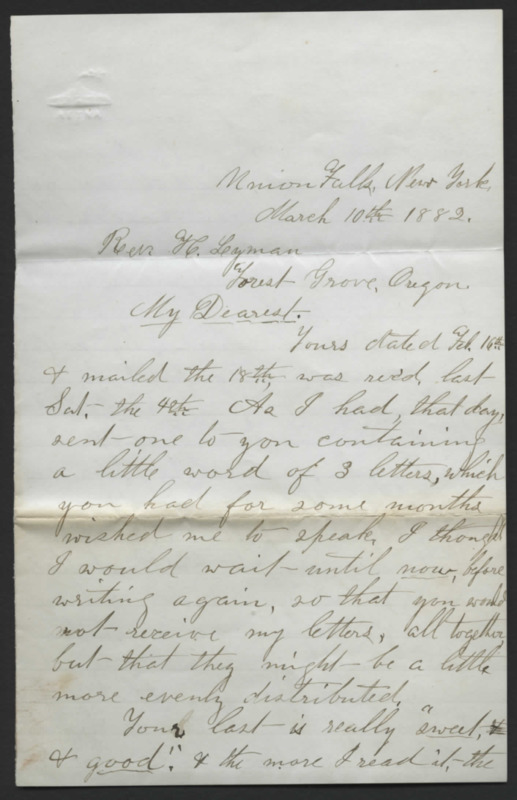 Union Falls, New York,
March 10th 1882.
Rev. H. Lyman
Forest Grove, Oregon.
My Dearest.
Yours dated Feb. 16th
& mailed the 18th, was rec'd, last
Sat. the 4th As I had, that day,
sent one to you containing
a little word of 3 letters, which
you had for some months
wished me to speak, I thought
I would wait until now, before
writing again, so that you would
not receive my letters, all together
but that they might be a little
more evenly distributed.
Your last is really "sweet, &
& good", & the more I read it, the